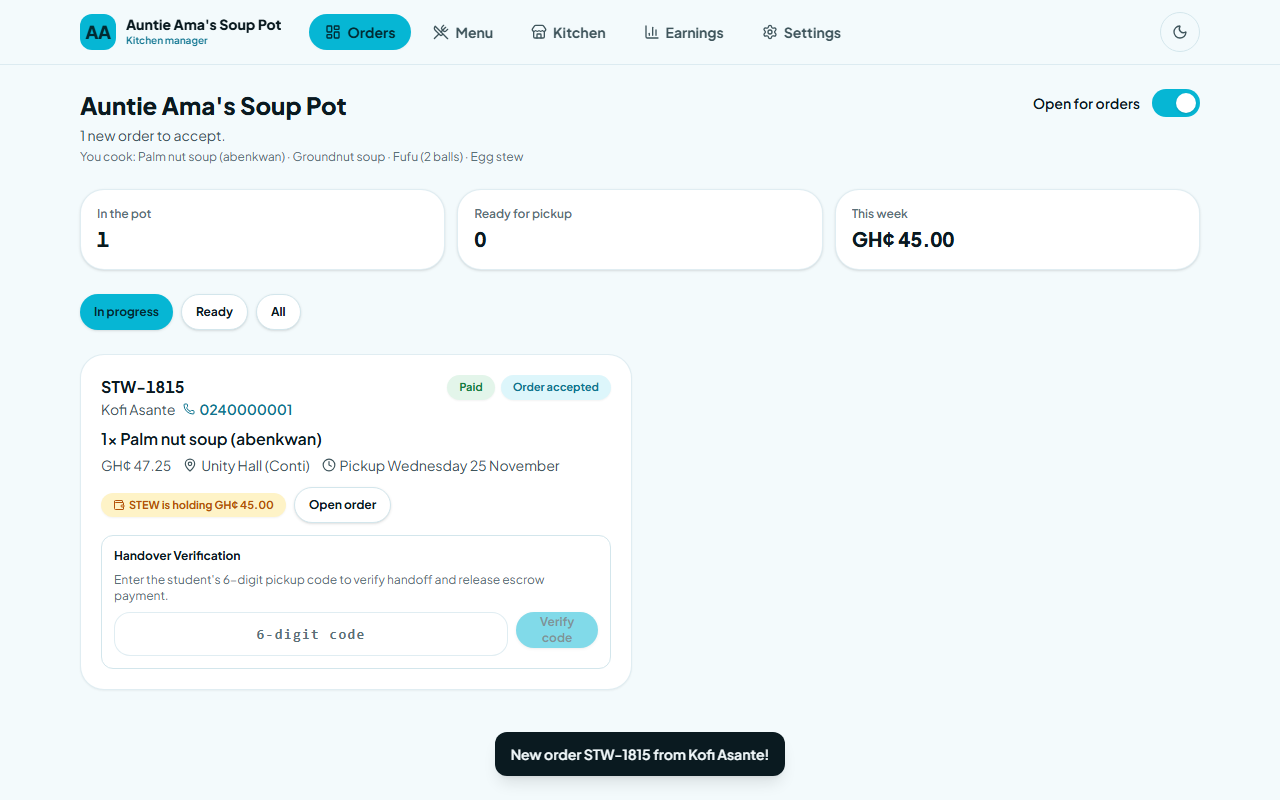 AA
Auntie Ama's Soup Pot
Kitchen manager
Orders
Menu
Kitchen
Earnings
Settings
Auntie Ama's Soup Pot
Open for orders
1 new order to accept.
You cook: Palm nut soup (abenkwan) · Groundnut soup · Fufu (2 balls) · Egg stew
In the pot
1
Ready for pickup
0
This week
GH₵ 45.00
In progress
Ready
All
STW-1815
Paid
Order accepted
Kofi Asante
0240000001
1× Palm nut soup (abenkwan)
GH₵ 47.25
Unity Hall (Conti)
Pickup Wednesday 25 November
STEW is holding GH₵ 45.00
Open order
Handover Verification
Enter the student's 6-digit pickup code to verify handoff and release escrow
payment.
6-digit code
Verify
code
New order STW-1815 from Kofi Asante!